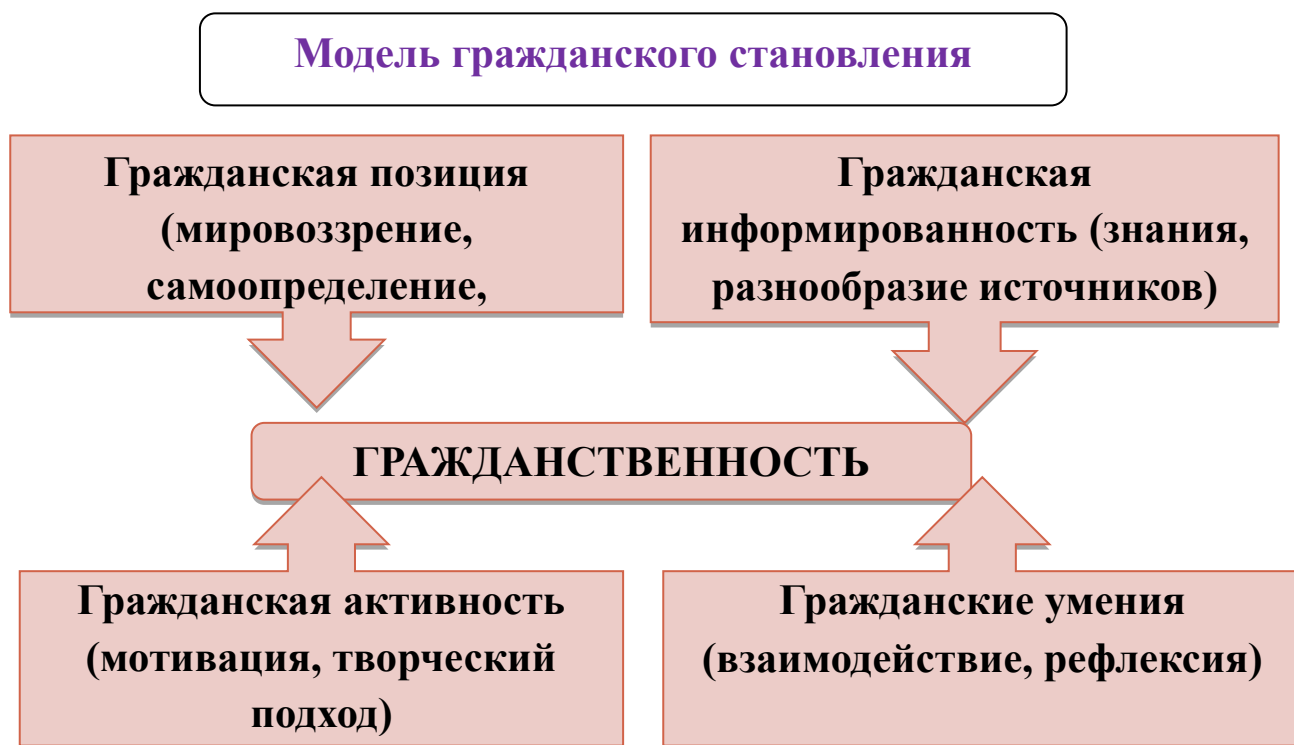 Модель гражданского становления
Гражданская позиция
(мировоззрение,
самоопределение,
Гражданская
информированность (знания,
разнообразие источников)
ГРАЖДАНСТВЕННОСТЬ
Гражданская активность
(мотивация, творческий
подход)
Гражданские умения
(взаимодействие, рефлексия)